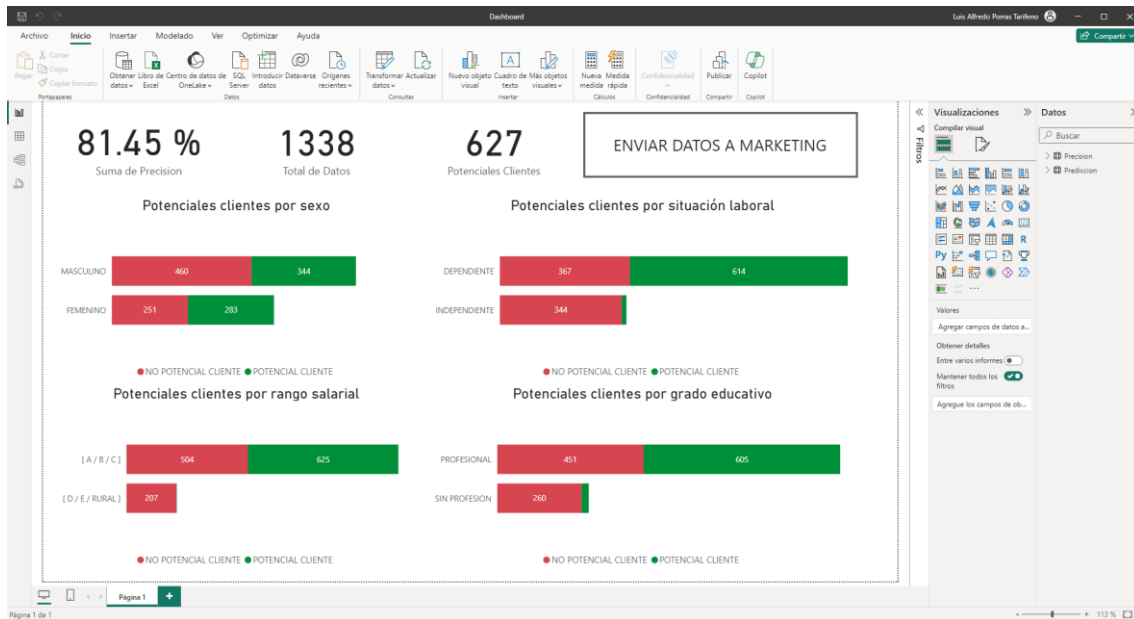 Dashboard
Luis Alfredo Porras Tarifeno
Archivo Inicio Insertar Modelado Ver Optimizar Ayuda
Compartir
Pegar
Cortar
Copia
Copiar formato
Obtener datos
Libro de Excel
Centro de datos de OneLake
SQL Server
Introducir datos
Dataverse
Orígenes recientes
Transformar datos
Actualizar
Nuevo objeto visual
Cuadro de texto
Más objetos visuales
Nueva medida
Medida rápida
Confidencialidad
Publicar
Copilot
Portapapeles
Datos
Consultas
Insertar
Cálculos
Confidencialidad
Compartir
Copilot
81.45 %
Suma de Precision
1338
Total de Datos
627
Potenciales Clientes
ENVIAR DATOS A MARKETING
Potenciales clientes por sexo
MASCULINO 460 344
FEMENINO 251 283
NO POTENCIAL CLIENTE POTENCIAL CLIENTE
Potenciales clientes por situación laboral
DEPENDIENTE 367 614
INDEPENDIENTE 344
NO POTENCIAL CLIENTE POTENCIAL CLIENTE
Potenciales clientes por rango salarial
[ A / B / C ] 504 625
[ D / E / RURAL ] 207
NO POTENCIAL CLIENTE POTENCIAL CLIENTE
Potenciales clientes por grado educativo
PROFESIONAL 451 605
SIN PROFESION 260
NO POTENCIAL CLIENTE POTENCIAL CLIENTE
Filtros
Visualizaciones
Compilar visual
R
Py
Valores
Agregar campos de datos a...
Obtener detalles
Entre varios informes
Mantener todos los
filtros
Agregue los campos de ob...
Datos
Buscar
Precision
Prediccion
Página 1
Página 1 de 1
113 %